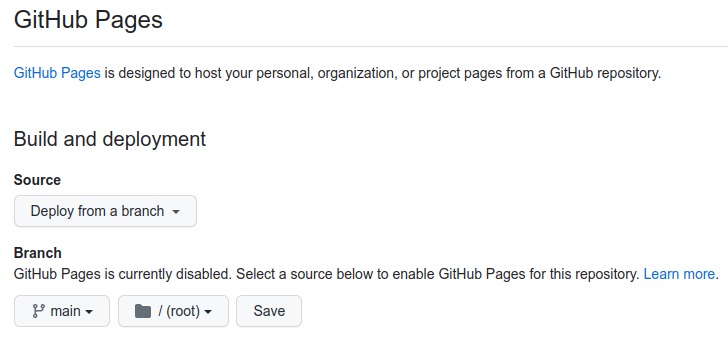 GitHub Pages
GitHub Pages is designed to host your personal, organization, or project pages from a GitHub repository.
Build and deployment
Source
Deploy from a branch
Branch
GitHub Pages is currently disabled. Select a source below to enable GitHub Pages for this repository. Learn more.
main / (root) Save